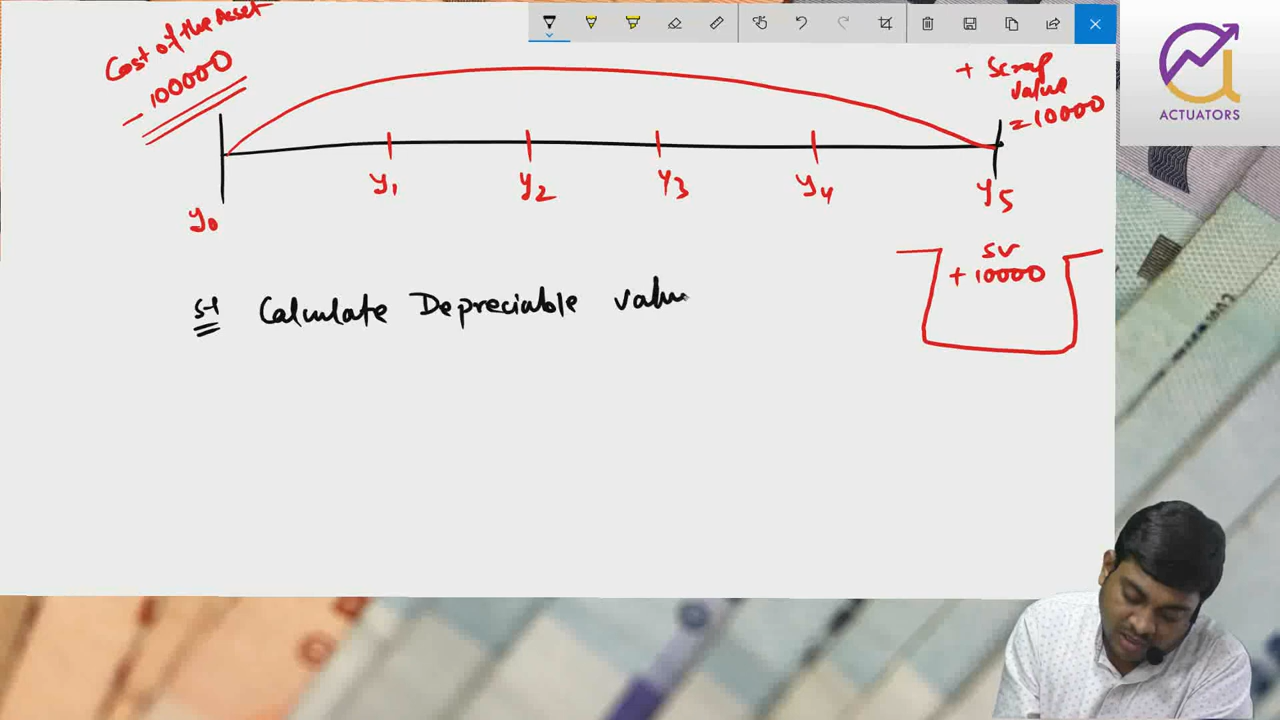 Cost of the Asset
- 100000
+ Scrap
value
= 10000
ACTUATORS
y0
y1
y2
y3
y4
y5
SV
+ 10000
S-1 Calculate Depreciable value